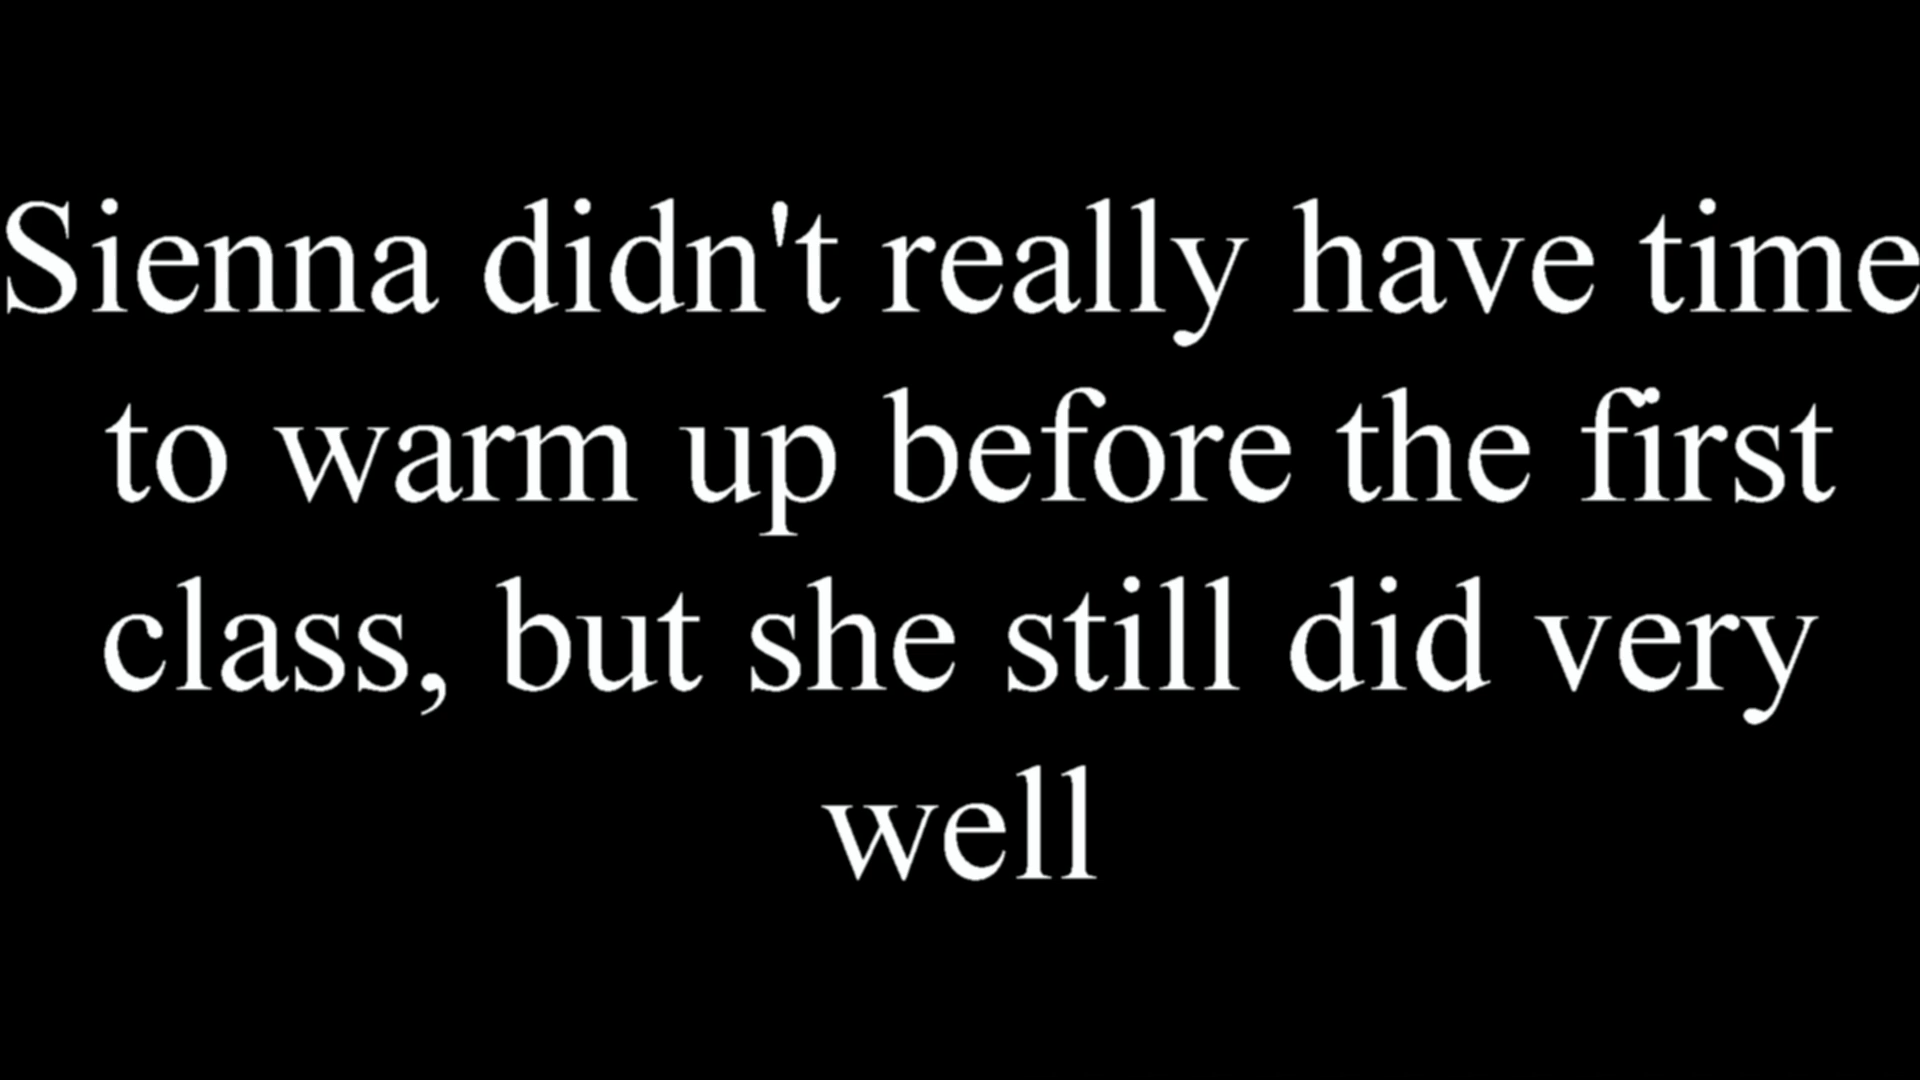 Sienna didn't really have time
to warm up before the first
class, but she still did very
well